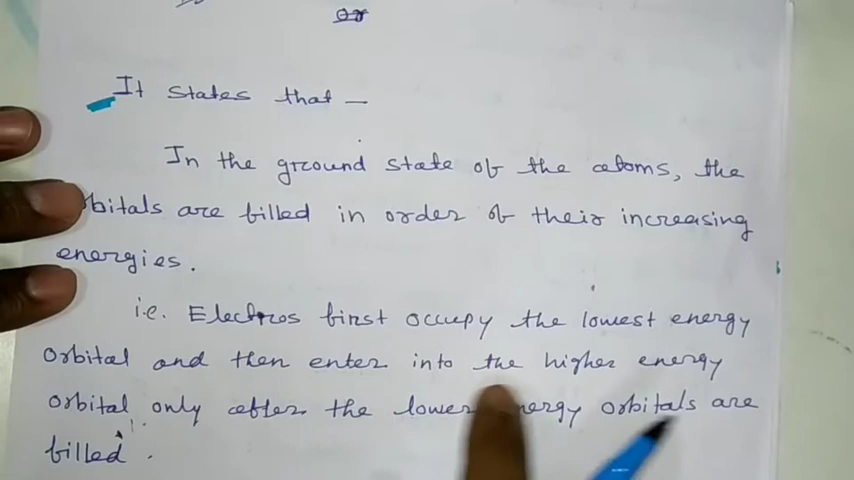 or
It states that —
In the ground state of the atoms, the
orbitals are filled in order of their increasing
energies.
i.e. Electros first occupy the lowest energy
orbital and then enter into the higher energy
orbital only after the lower energy orbitals are
filled.